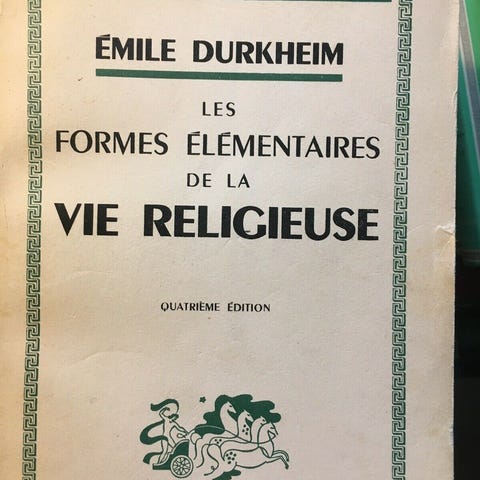 ÉMILE DURKHEIM
LES
FORMES ÉLÉMENTAIRES
DE LA
VIE RELIGIEUSE
QUATRIÈME ÉDITION